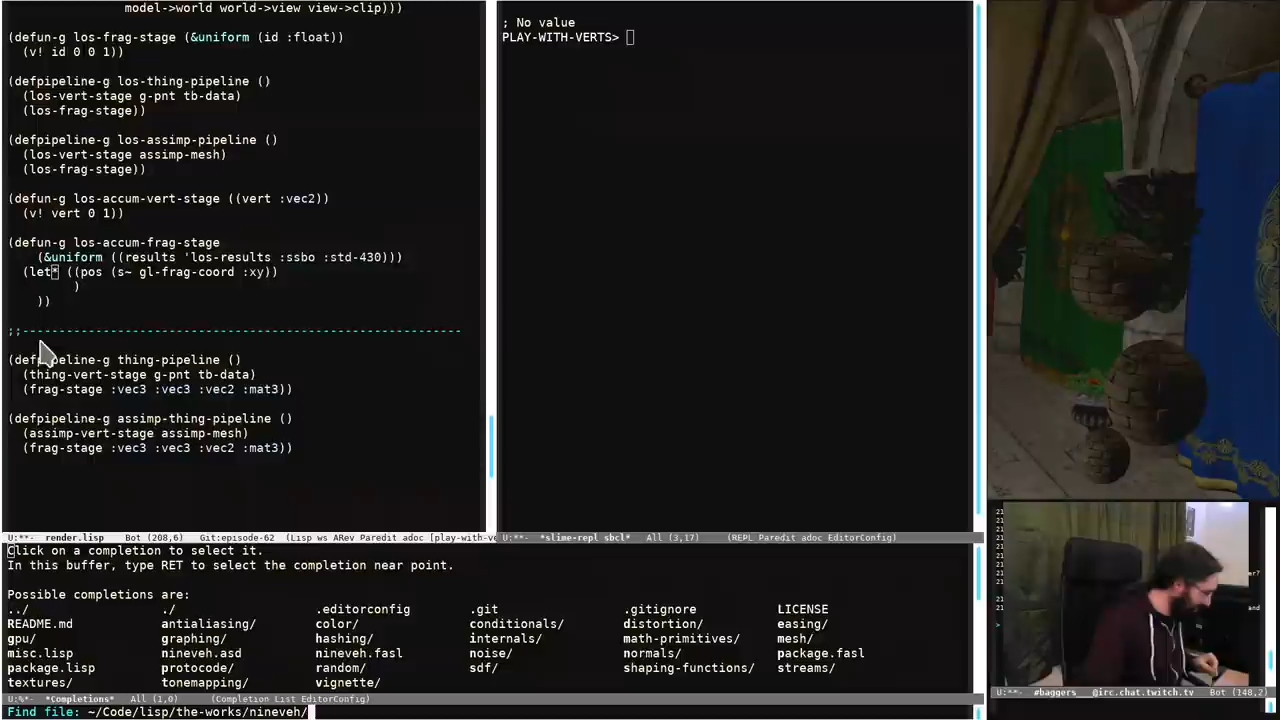 model->world world->view view->clip)))
(defun-g los-frag-stage (&uniform (id :float))
(v! id 0 0 1))
(defpipeline-g los-thing-pipeline ()
(los-vert-stage g-pnt tb-data)
(los-frag-stage))
(defpipeline-g los-assimp-pipeline ()
(los-vert-stage assimp-mesh)
(los-frag-stage))
(defun-g los-accum-vert-stage ((vert :vec2))
(v! vert 0 1))
(defun-g los-accum-frag-stage
(&uniform ((results 'los-results :ssbo :std-430)))
(let* ((pos (s~ gl-frag-coord :xy))
)
))
;;------------------------------------------------------------
(defpipeline-g thing-pipeline ()
(thing-vert-stage g-pnt tb-data)
(frag-stage :vec3 :vec3 :vec2 :mat3))
(defpipeline-g assimp-thing-pipeline ()
(assimp-vert-stage assimp-mesh)
(frag-stage :vec3 :vec3 :vec2 :mat3))
U:**- render.lisp Bot (208,6) Git:episode-62 (Lisp ws ARev Paredit adoc [play-with-ve
; No value
PLAY-WITH-VERTS>
U:**- *slime-repl sbcl* All (3,17) (REPL Paredit adoc EditorConfig)
Click on a completion to select it.
In this buffer, type RET to select the completion near point.
Possible completions are:
../ ./ .editorconfig .git .gitignore LICENSE
README.md antialiasing/ color/ conditionals/ distortion/ easing/
gpu/ graphing/ hashing/ internals/ math-primitives/ mesh/
misc.lisp nineveh.asd nineveh.fasl noise/ normals/ package.fasl
package.lisp protocode/ random/ sdf/ shaping-functions/ streams/
textures/ tonemapping/ vignette/
U:%*- *Completions* All (1,0) (Completion List EditorConfig)
Find file: ~/Code/lisp/the-works/nineveh/
U:**- #baggers @irc.chat.twitch.tv Bot (148,2)